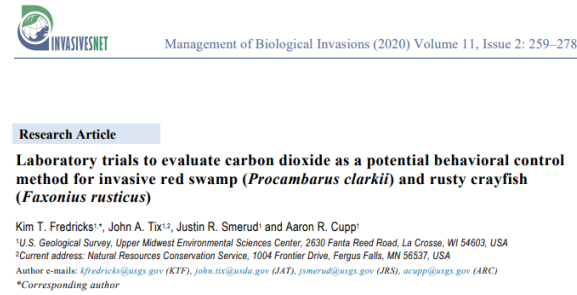 INVASIVESNET
Management of Biological Invasions (2020) Volume 11, Issue 2: 259–278
Research Article
Laboratory trials to evaluate carbon dioxide as a potential behavioral control
method for invasive red swamp (Procambarus clarkii) and rusty crayfish
(Faxonius rusticus)
Kim T. Fredricks¹,*, John A. Tix¹,², Justin R. Smerud¹ and Aaron R. Cupp¹
¹U.S. Geological Survey, Upper Midwest Environmental Sciences Center, 2630 Fanta Reed Road, La Crosse, WI 54603, USA
²Current address: Natural Resources Conservation Service, 1004 Frontier Drive, Fergus Falls, MN 56537, USA
Author e-mails: kfredricks@usgs.gov (KTF), john.tix@usda.gov (JAT), jsmerud@usgs.gov (JRS), acupp@usgs.gov (ARC)
*Corresponding author